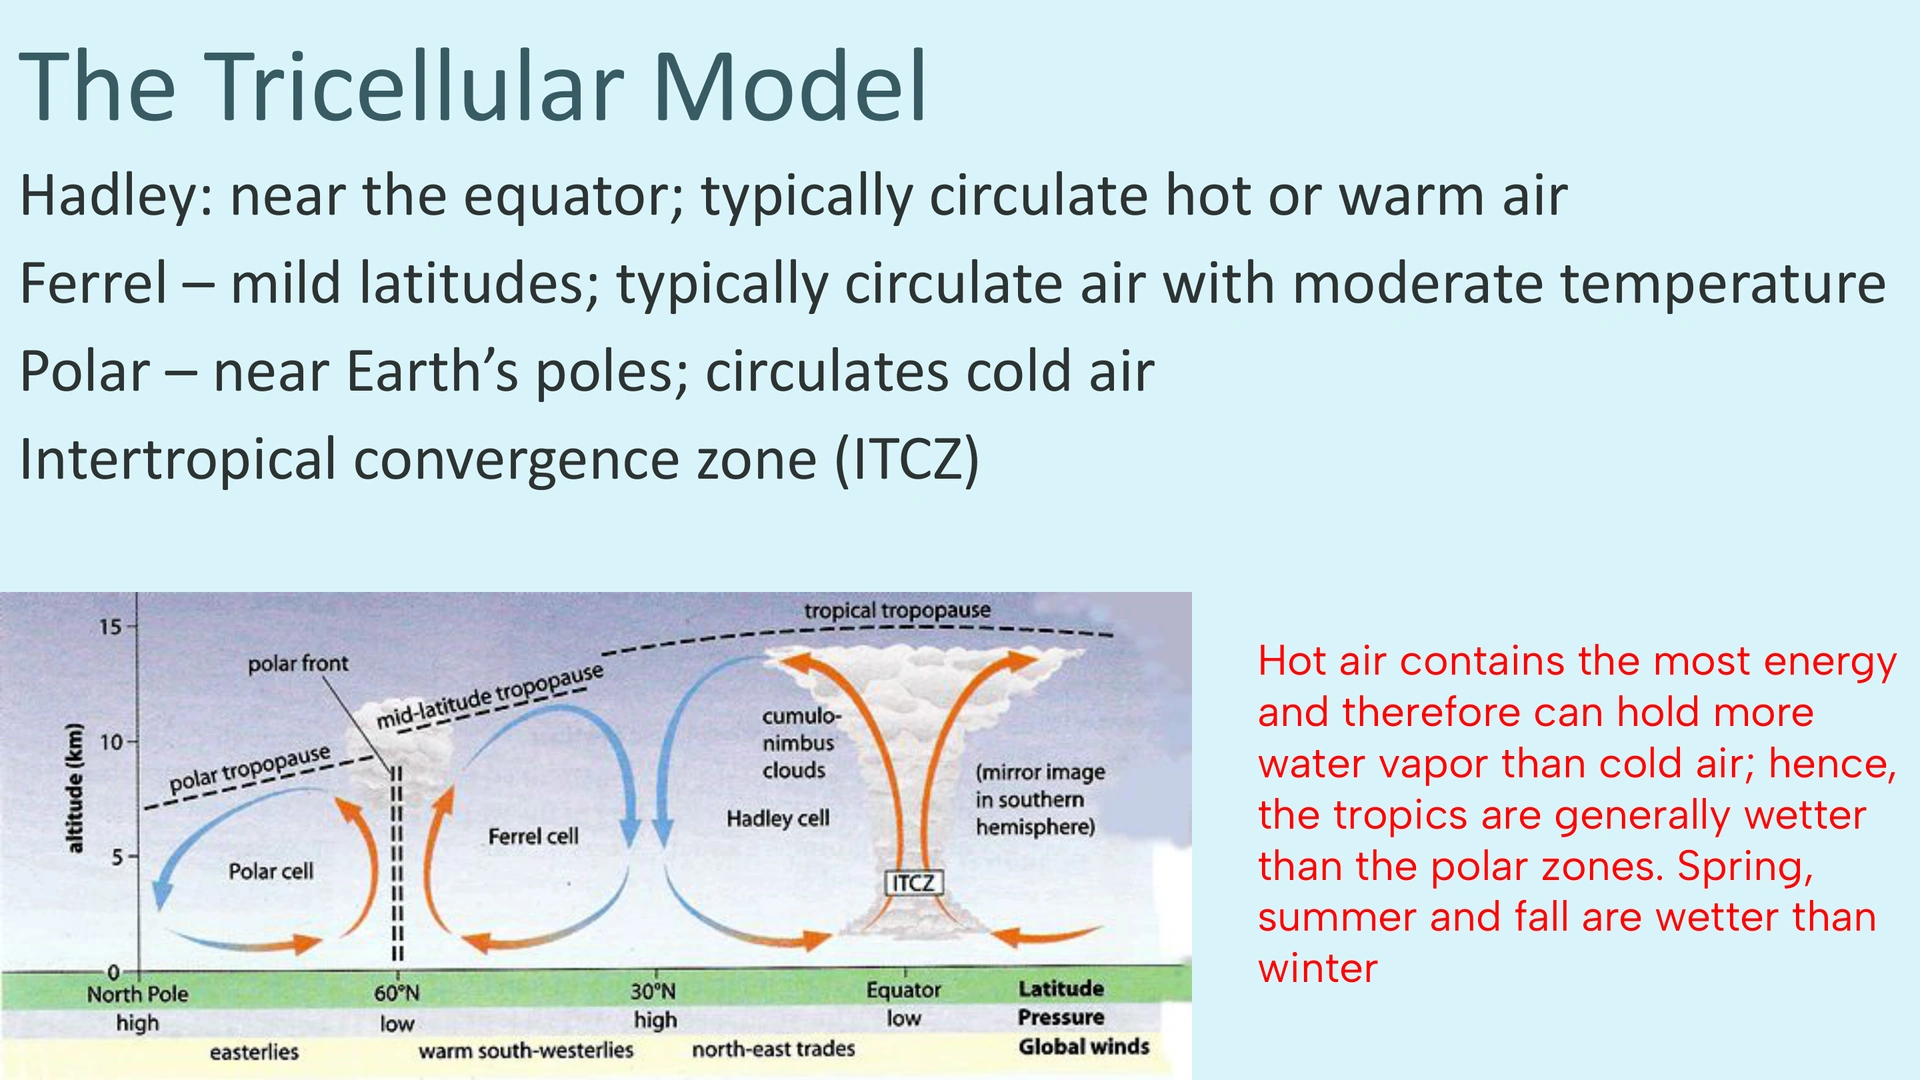 The Tricellular Model
Hadley: near the equator; typically circulate hot or warm air
Ferrel – mild latitudes; typically circulate air with moderate temperature
Polar – near Earth’s poles; circulates cold air
Intertropical convergence zone (ITCZ)
tropical tropopause
15
polar front
mid-latitude tropopause
altitude (km)
10
polar tropopause
cumulo-
nimbus
clouds
(mirror image
in southern
hemisphere)
Hadley cell
Ferrel cell
5
Polar cell
ITCZ
0
North Pole 60°N 30°N Equator Latitude
high low high low Pressure
easterlies warm south-westerlies north-east trades Global winds
Hot air contains the most energy
and therefore can hold more
water vapor than cold air; hence,
the tropics are generally wetter
than the polar zones. Spring,
summer and fall are wetter than
winter